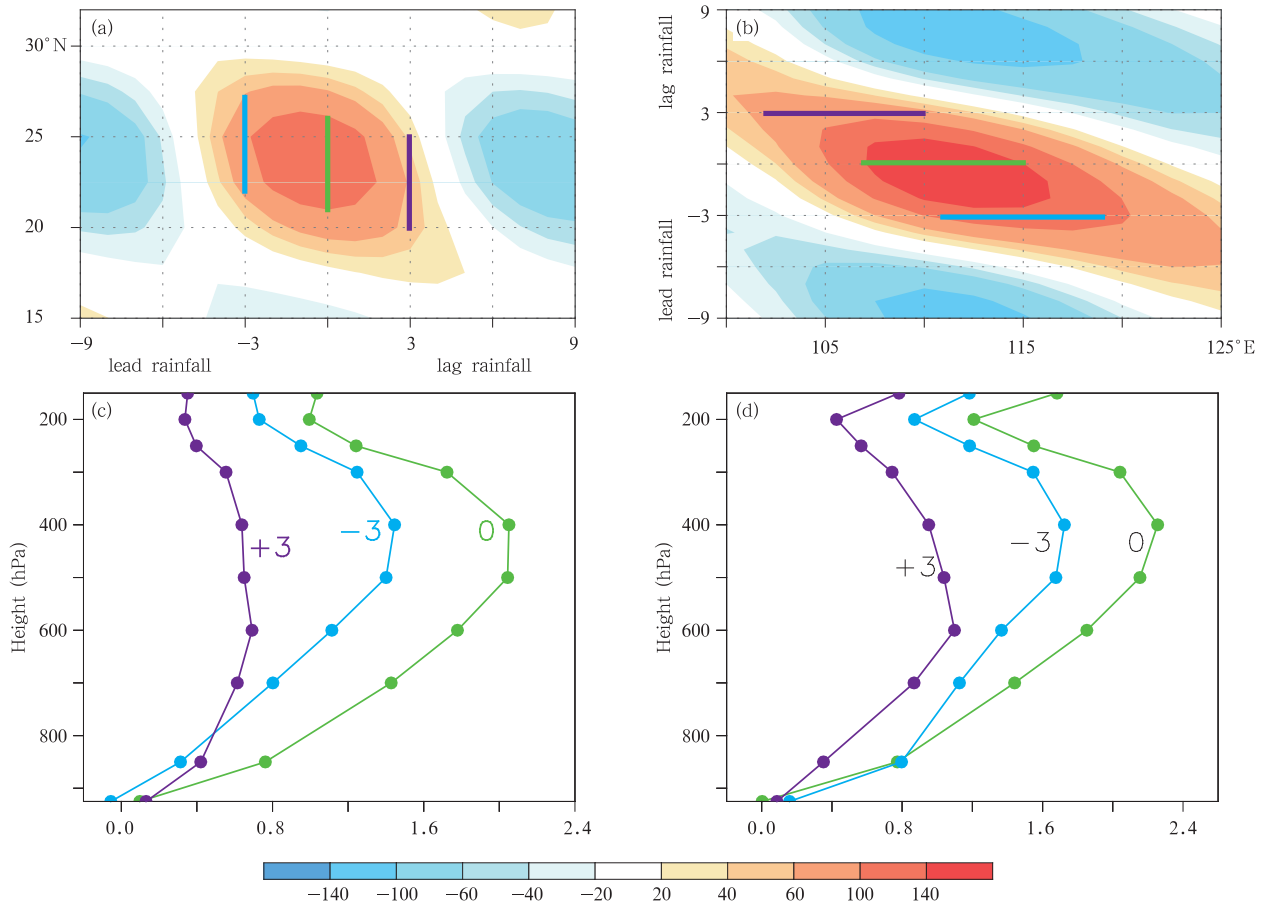 (a)
30°N
25
20
15
−9 −3 3 9
lead rainfall lag rainfall
(b)
9
3
−3
−9
lag rainfall
lead rainfall
105 115 125°E
(c)
200
400
600
800
Height (hPa)
+3 −3 0
0.0 0.8 1.6 2.4
(d)
200
400
600
800
Height (hPa)
+3 −3 0
0.0 0.8 1.6 2.4
−140 −100 −60 −40 −20 20 40 60 100 140